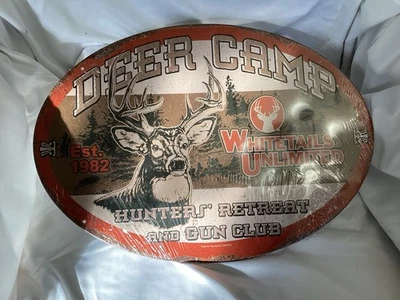 DEER CAMP
Est.
1982
WHITETAILS
UNLIMITED
HUNTERS' RETREAT
AND GUN CLUB